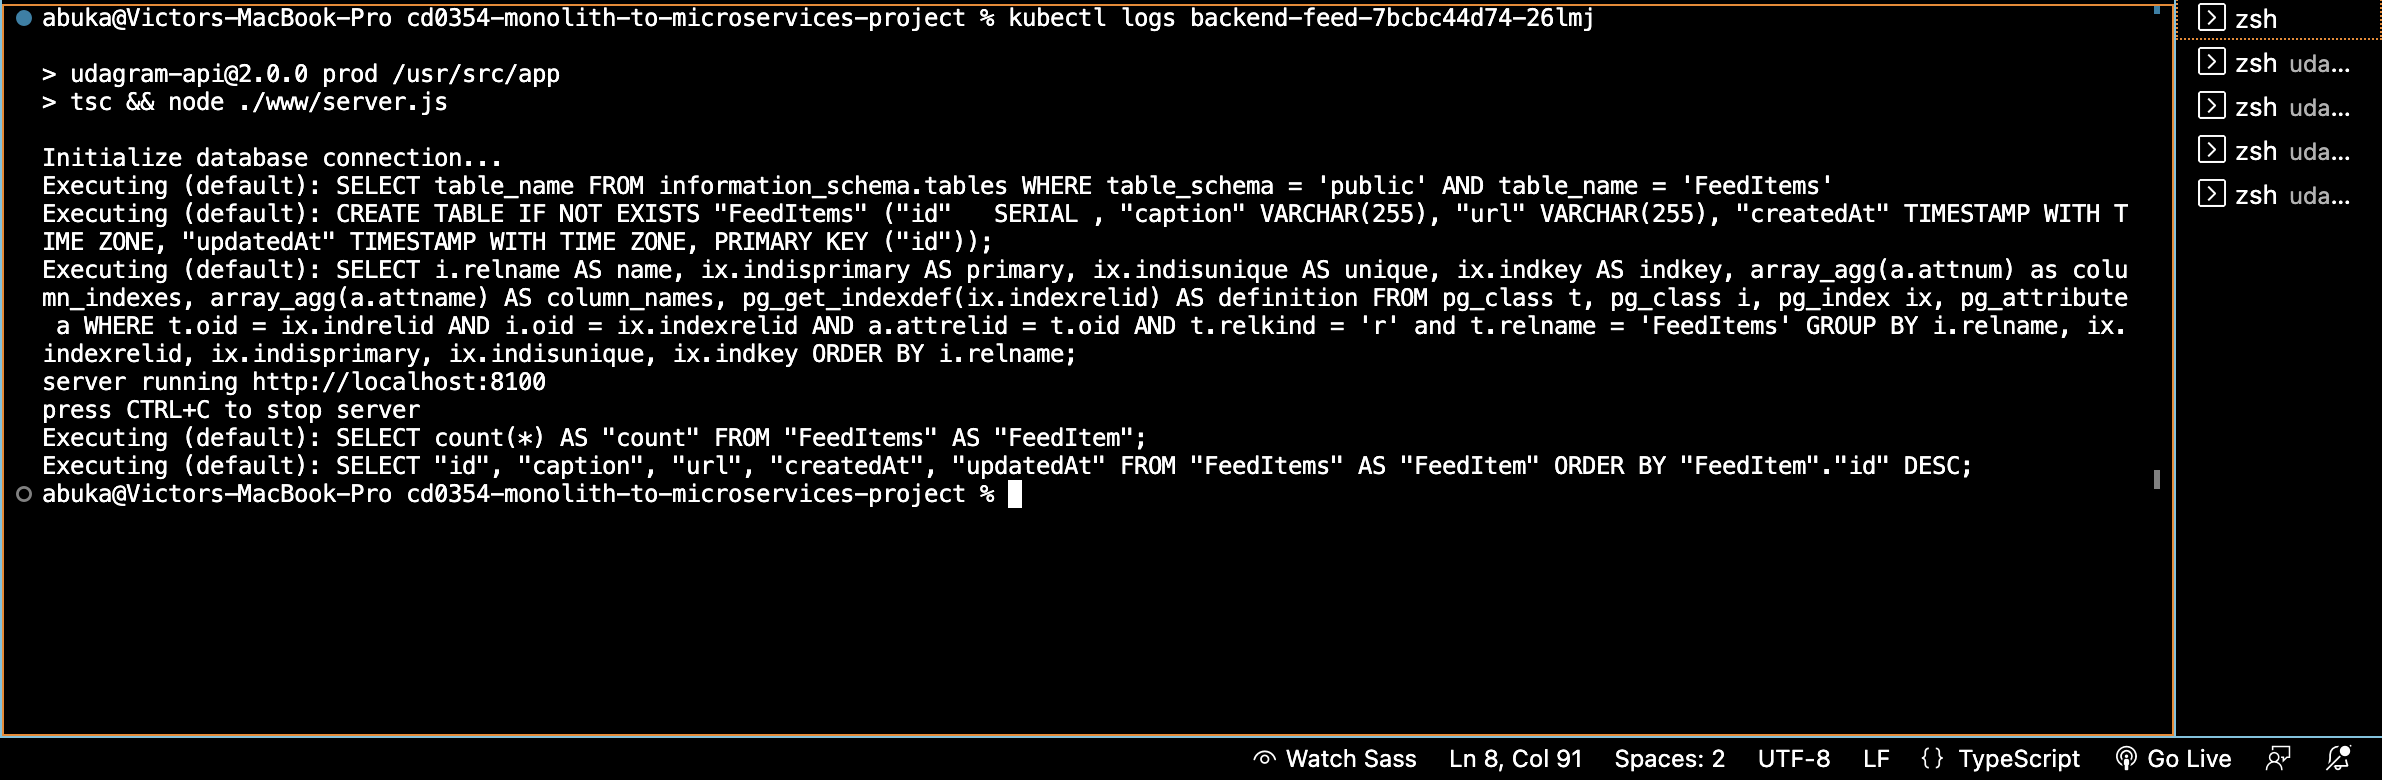 abuka@Victors-MacBook-Pro cd0354-monolith-to-microservices-project % kubectl logs backend-feed-7bcbc44d74-26lmj
> udagram-api@2.0.0 prod /usr/src/app
> tsc && node ./www/server.js
Initialize database connection...
Executing (default): SELECT table_name FROM information_schema.tables WHERE table_schema = 'public' AND table_name = 'FeedItems'
Executing (default): CREATE TABLE IF NOT EXISTS "FeedItems" ("id"   SERIAL , "caption" VARCHAR(255), "url" VARCHAR(255), "createdAt" TIMESTAMP WITH T
IME ZONE, "updatedAt" TIMESTAMP WITH TIME ZONE, PRIMARY KEY ("id"));
Executing (default): SELECT i.relname AS name, ix.indisprimary AS primary, ix.indisunique AS unique, ix.indkey AS indkey, array_agg(a.attnum) as colu
mn_indexes, array_agg(a.attname) AS column_names, pg_get_indexdef(ix.indexrelid) AS definition FROM pg_class t, pg_class i, pg_index ix, pg_attribute
 a WHERE t.oid = ix.indrelid AND i.oid = ix.indexrelid AND a.attrelid = t.oid AND t.relkind = 'r' and t.relname = 'FeedItems' GROUP BY i.relname, ix.
indexrelid, ix.indisprimary, ix.indisunique, ix.indkey ORDER BY i.relname;
server running http://localhost:8100
press CTRL+C to stop server
Executing (default): SELECT count(*) AS "count" FROM "FeedItems" AS "FeedItem";
Executing (default): SELECT "id", "caption", "url", "createdAt", "updatedAt" FROM "FeedItems" AS "FeedItem" ORDER BY "FeedItem"."id" DESC;
abuka@Victors-MacBook-Pro cd0354-monolith-to-microservices-project %
zsh
zsh uda...
zsh uda...
zsh uda...
zsh uda...
Watch Sass Ln 8, Col 91 Spaces: 2 UTF-8 LF {} TypeScript Go Live